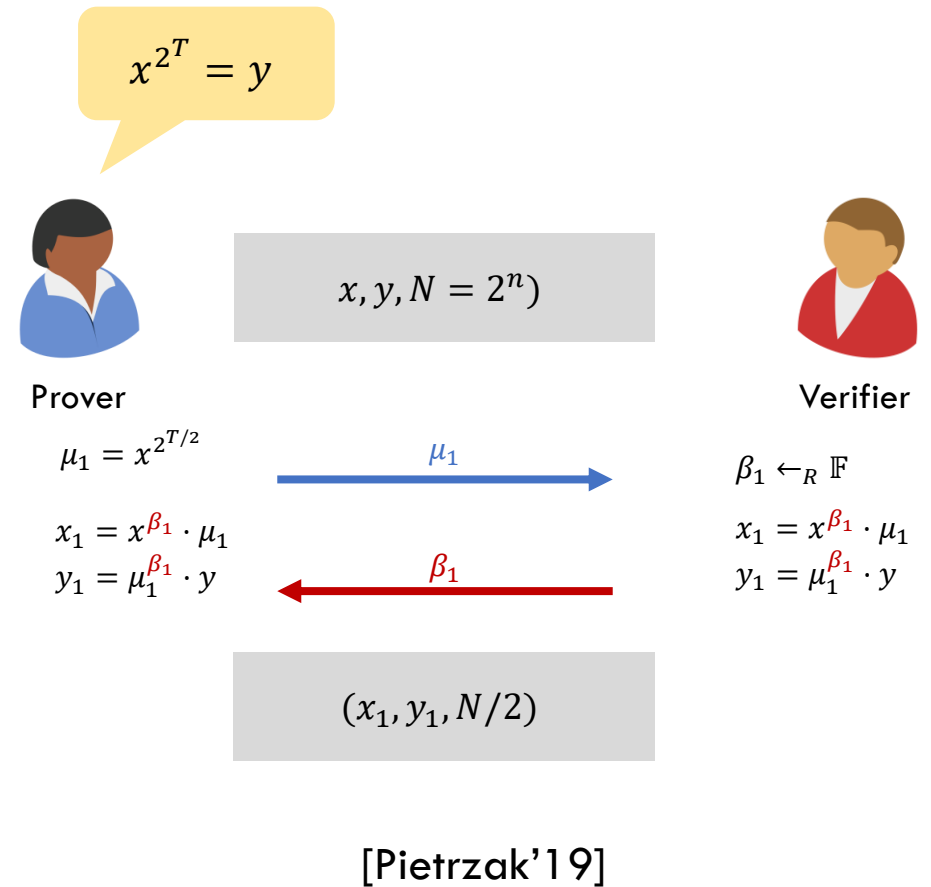 x^{2^T} = y
x, y, N = 2^n)
Prover
Verifier
μ_1 = x^{2^{T/2}}
μ_1
β_1 ←_R 𝔽
x_1 = x^{β_1} · μ_1
x_1 = x^{β_1} · μ_1
y_1 = μ_1^{β_1} · y
β_1
y_1 = μ_1^{β_1} · y
(x_1, y_1, N/2)
[Pietrzak'19]